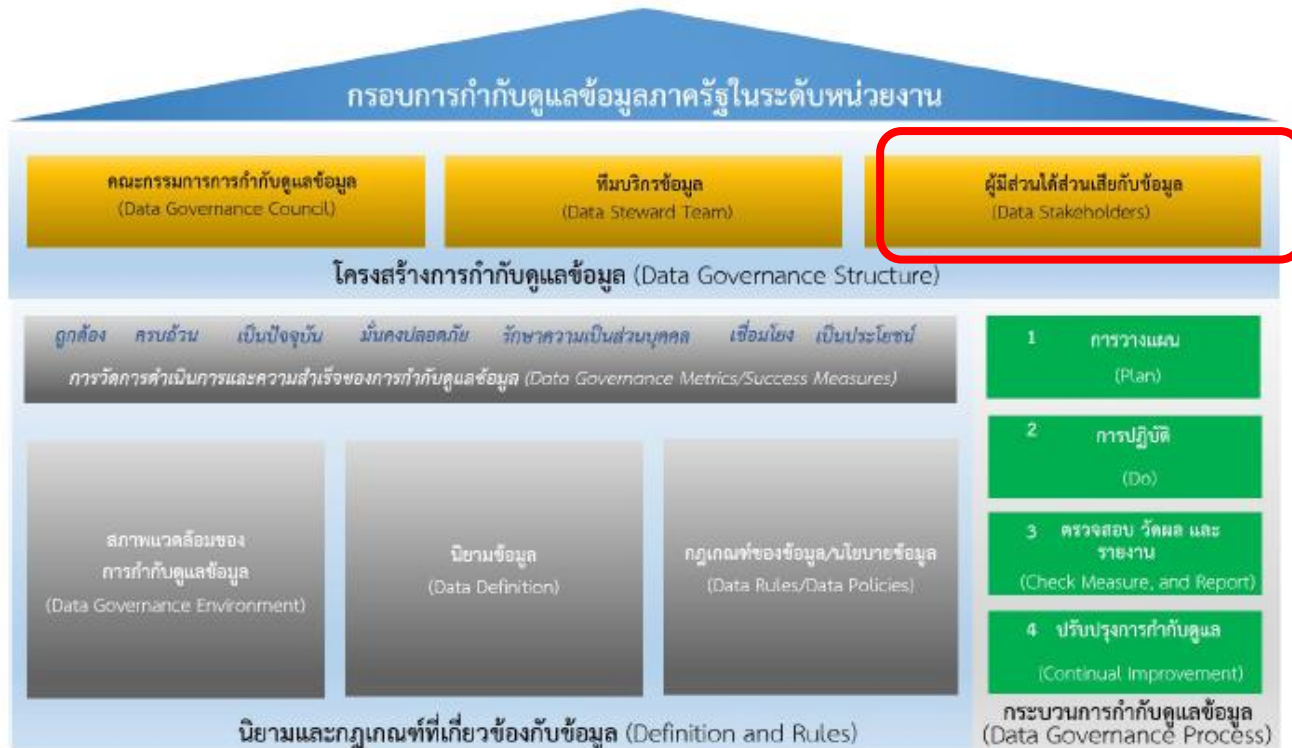 กรอบการกำกับดูแลข้อมูลภาครัฐในระดับหน่วยงาน
คณะกรรมการการกำกับดูแลข้อมูล
(Data Governance Council)
ทีมบริกรข้อมูล
(Data Steward Team)
ผู้มีส่วนได้ส่วนเสียกับข้อมูล
(Data Stakeholders)
โครงสร้างการกำกับดูแลข้อมูล (Data Governance Structure)
ถูกต้อง ครบถ้วน เป็นปัจจุบัน มั่นคงปลอดภัย รักษาความเป็นส่วนบุคคล เชื่อมโยง เป็นประโยชน์
การวัดการดำเนินการและความสำเร็จของการกำกับดูแลข้อมูล (Data Governance Metrics/Success Measures)
สภาพแวดล้อมของ
การกำกับดูแลข้อมูล
(Data Governance Environment)
นิยามข้อมูล
(Data Definition)
กฎเกณฑ์ของข้อมูล/นโยบายข้อมูล
(Data Rules/Data Policies)
นิยามและกฎเกณฑ์ที่เกี่ยวข้องกับข้อมูล (Definition and Rules)
1 การวางแผน
(Plan)
2 การปฏิบัติ
(Do)
3 ตรวจสอบ วัดผล และ
รายงาน
(Check Measure, and Report)
4 ปรับปรุงการกำกับดูแล
(Continual Improvement)
กระบวนการกำกับดูแลข้อมูล
(Data Governance Process)